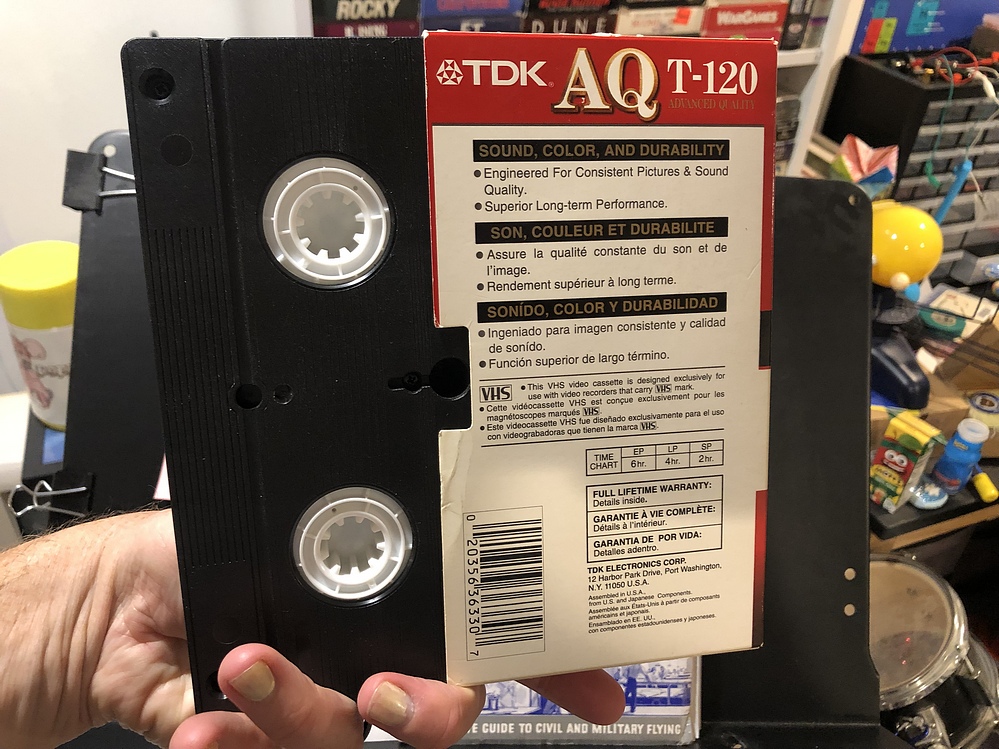 ROCKY
DUNE
WARGAMES
TDK AQ T-120
ADVANCED QUALITY
SOUND, COLOR, AND DURABILITY
● Engineered For Consistent Pictures & Sound
Quality.
● Superior Long-term Performance.
SON, COULEUR ET DURABILITE
● Assure la qualité constante du son et de
l'image.
● Rendement supérieur à long terme.
SONÍDO, COLOR Y DURABILIDAD
● Ingeniado para imagen consistente y calidad
de sonído.
● Función superior de largo término.
VHS ● This VHS video cassette is designed exclusively for
use with video recorders that carry VHS mark.
● Cette vidéocassette VHS est conçue exclusivement pour les
magnétoscopes marqués VHS.
● Este videocassette VHS fue diseñado exclusivamente para el uso
con videograbadoras que tienen la marca VHS.
TIME CHART
EP LP SP
6hr. 4hr. 2hr.
FULL LIFETIME WARRANTY:
Details inside.
GARANTIE À VIE COMPLÈTE:
Détails à l'intérieur.
GARANTIA DE POR VIDA:
Detalles adentro.
TDK ELECTRONICS CORP.
12 Harbor Park Drive, Port Washington,
N.Y. 11050 U.S.A.
Assembled in U.S.A.,
from U.S. and Japanese Components.
Assemblée aux États-Unis à partir de composants
américains et japonais.
Ensamblado en EE. UU.,
con componentes estadounidenses y japoneses.
0 20356 36330 7
E GUIDE TO CIVIL AND MILITARY FLYING